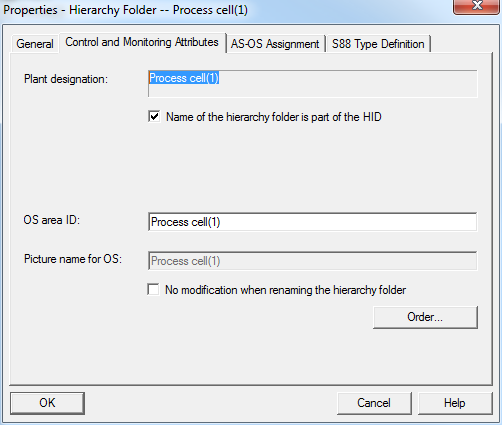 Properties - Hierarchy Folder -- Process cell(1)
General Control and Monitoring Attributes AS-OS Assignment S88 Type Definition
Plant designation: Process cell(1)
Name of the hierarchy folder is part of the HID
OS area ID: Process cell(1)
Picture name for OS: Process cell(1)
No modification when renaming the hierarchy folder
Order...
OK Cancel Help